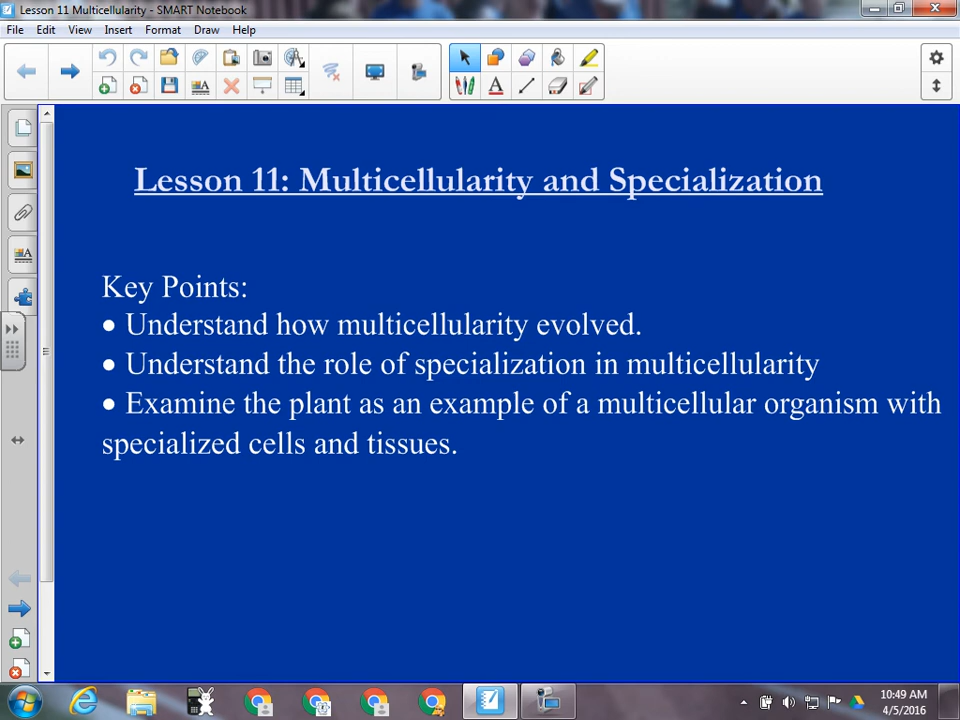 Lesson 11 Multicellularity - SMART Notebook
File Edit View Insert Format Draw Help
Lesson 11: Multicellularity and Specialization
Key Points:
• Understand how multicellularity evolved.
• Understand the role of specialization in multicellularity
• Examine the plant as an example of a multicellular organism with
specialized cells and tissues.
10:49 AM
4/5/2016